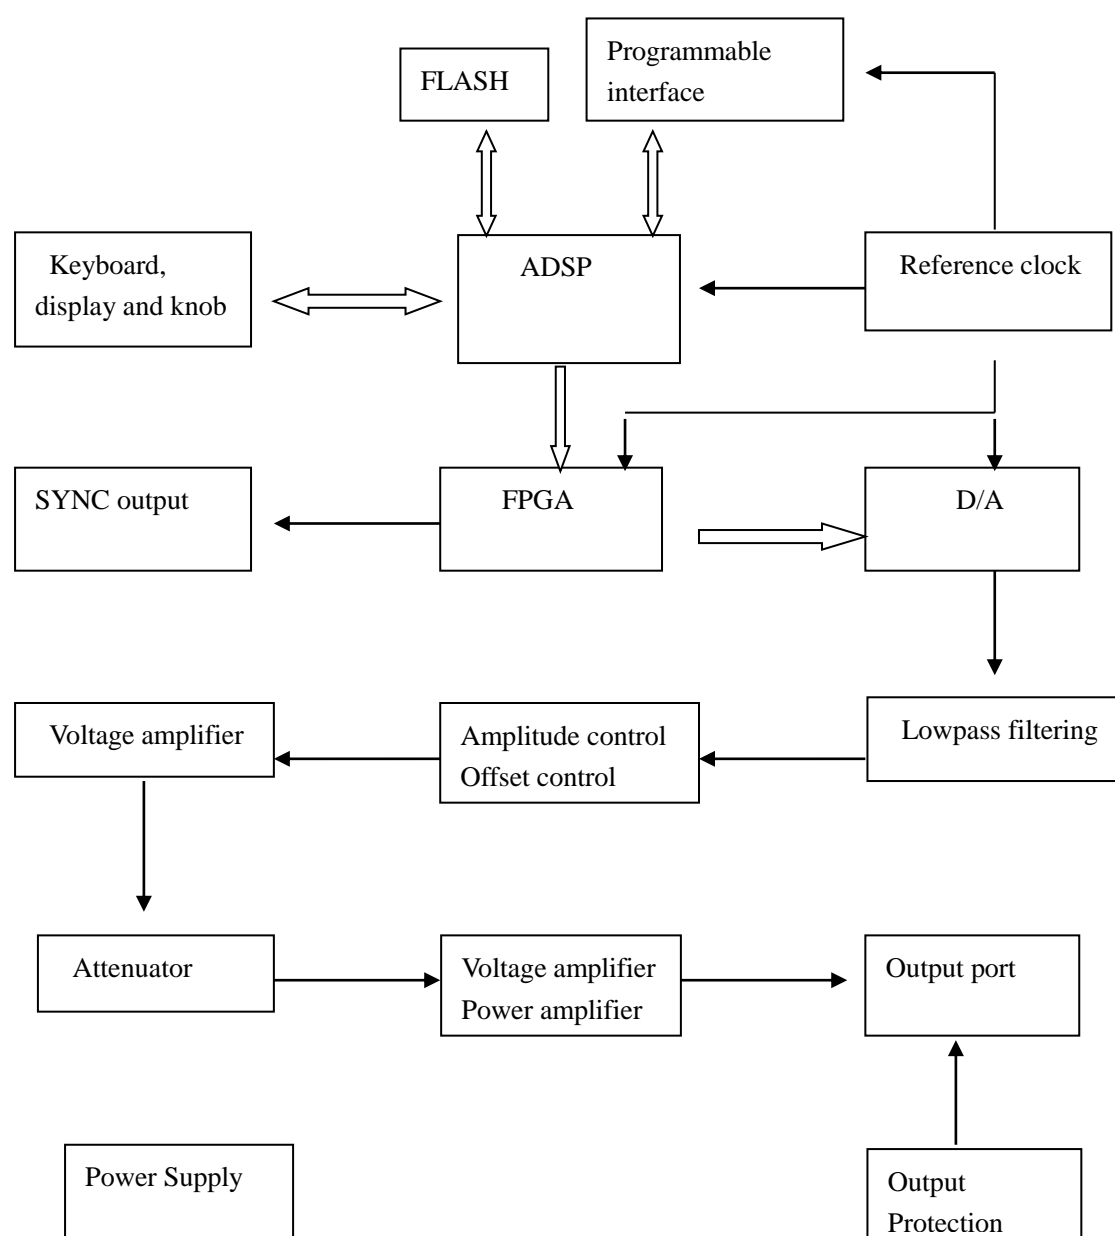 FLASH
Programmable
interface
Keyboard,
display and knob
ADSP
Reference clock
SYNC output
FPGA
D/A
Voltage amplifier
Amplitude control
Offset control
Lowpass filtering
Attenuator
Voltage amplifier
Power amplifier
Output port
Power Supply
Output
Protection